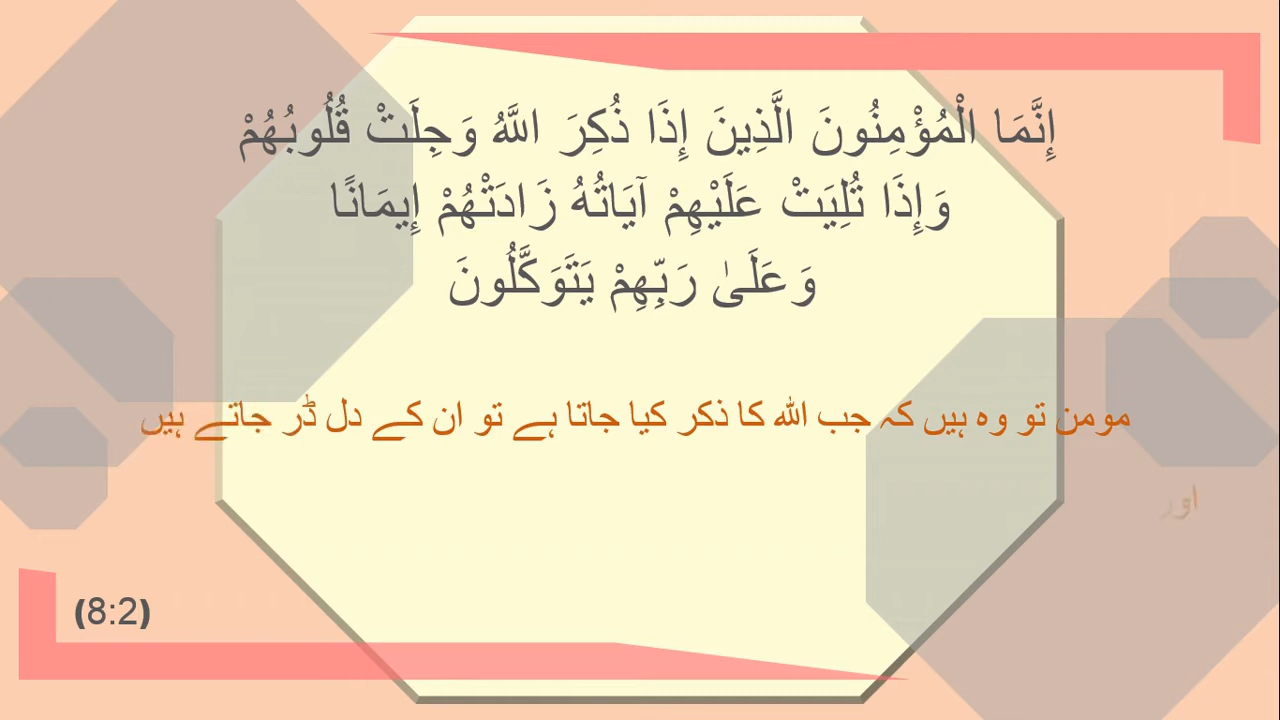 إِنَّمَا الْمُؤْمِنُونَ الَّذِينَ إِذَا ذُكِرَ اللَّهُ وَجِلَتْ قُلُوبُهُمْ
وَإِذَا تُلِيَتْ عَلَيْهِمْ آيَاتُهُ زَادَتْهُمْ إِيمَانًا
وَعَلَىٰ رَبِّهِمْ يَتَوَكَّلُونَ
مومن تو وہ ہیں کہ جب اللہ کا ذکر کیا جاتا ہے تو ان کے دل ڈر جاتے ہیں
اور
(8:2)